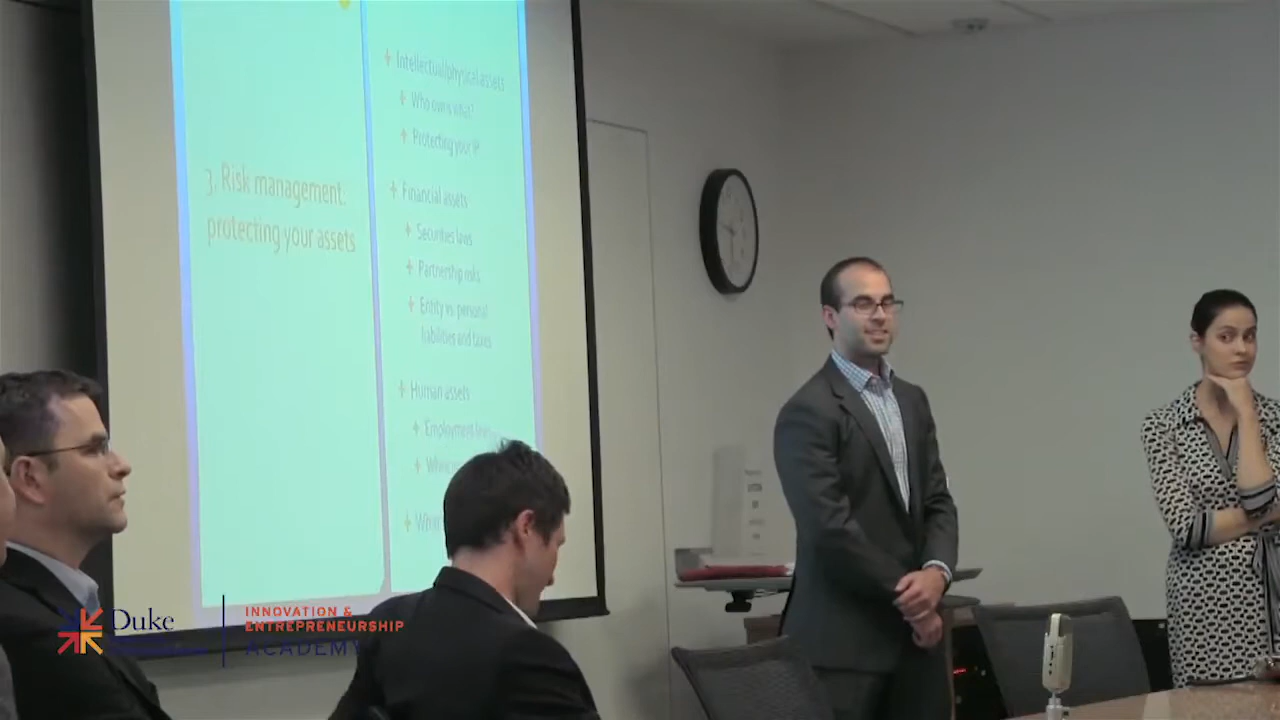 3. Risk management:
protecting your assets
Intellectual/physical assets
Who owns what?
Protecting your IP
Financial assets
Securities laws
Partnership risks
Entity vs. personal
liabilities and taxes
Human assets
Employment
Duke
INNOVATION &
ENTREPRENEURSHIP
ACADEMY